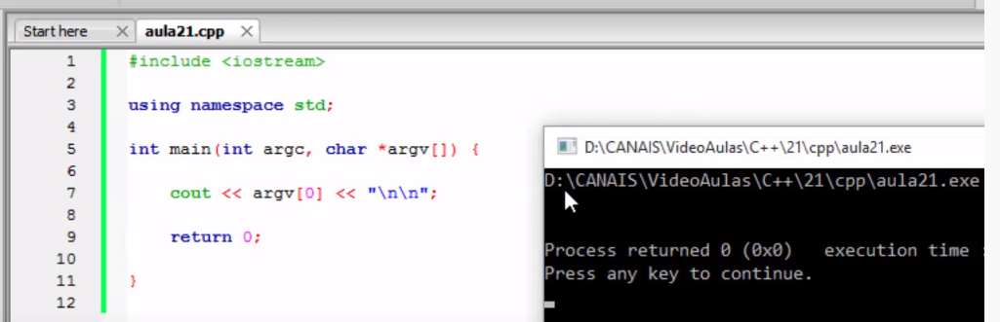 Start here
aula21.cpp
1 #include <iostream>
2
3 using namespace std;
4
5 int main(int argc, char *argv[]) {
6
7 cout << argv[0] << "\n\n";
8
9 return 0;
10
11 }
12
D:\CANAIS\VideoAulas\C++\21\cpp\aula21.exe
D:\CANAIS\VideoAulas\C++\21\cpp\aula21.exe
Process returned 0 (0x0) execution time :
Press any key to continue.